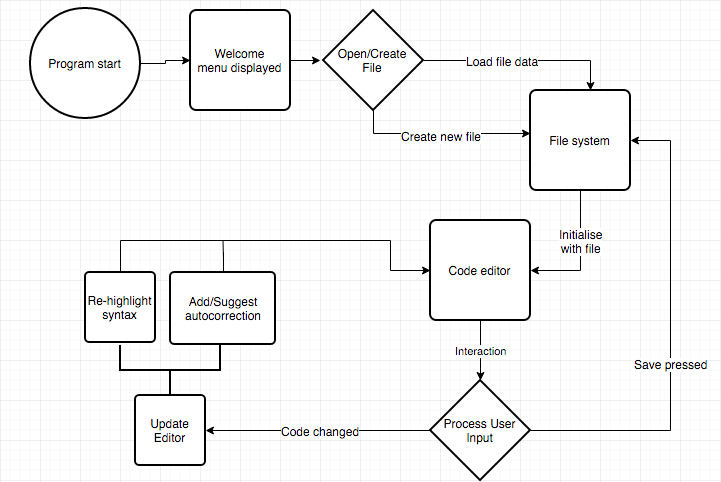 Program start
Welcome
menu displayed
Open/Create
File
Load file data
Create new file
File system
Initialise
with file
Code editor
Re-highlight
syntax
Add/Suggest
autocorrection
Interaction
Save pressed
Process User
Input
Code changed
Update
Editor